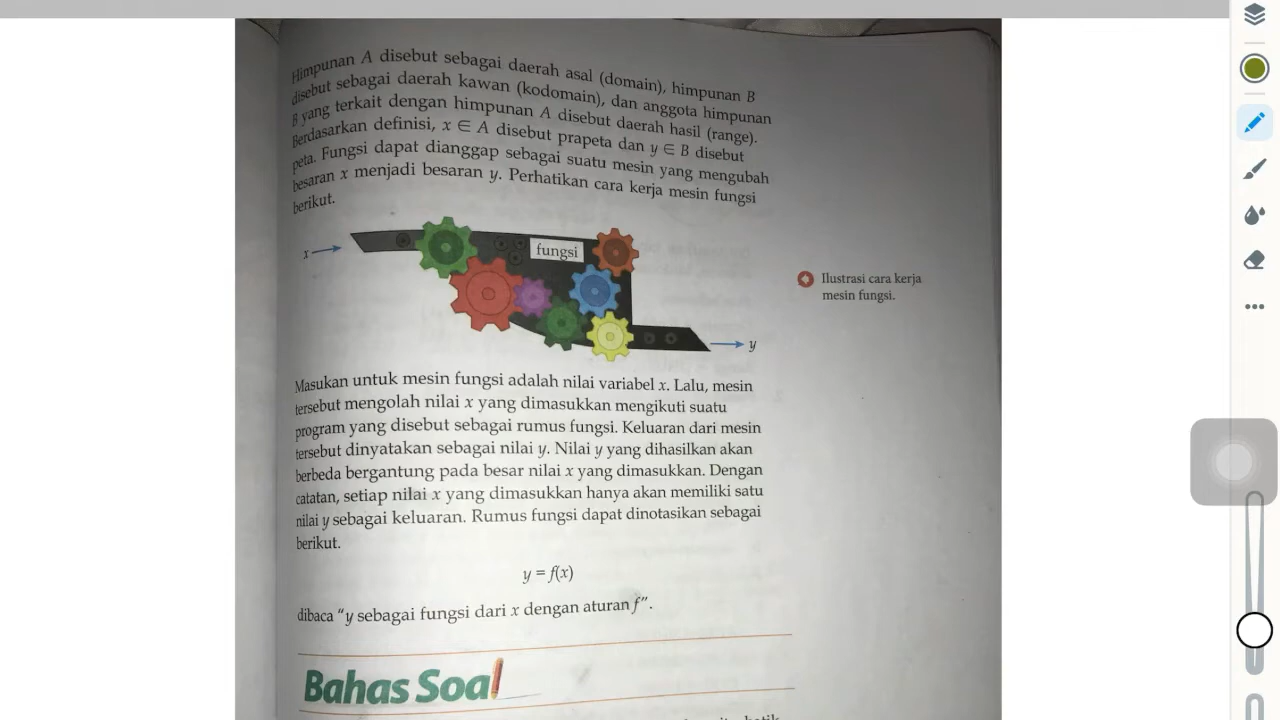 Himpunan A disebut sebagai daerah asal (domain), himpunan B
disebut sebagai daerah kawan (kodomain), dan anggota himpunan
B yang terkait dengan himpunan A disebut daerah hasil (range).
Berdasarkan definisi, x ∈ A disebut prapeta dan y ∈ B disebut
peta. Fungsi dapat dianggap sebagai suatu mesin yang mengubah
besaran x menjadi besaran y. Perhatikan cara kerja mesin fungsi
berikut.
x
fungsi
y
Ilustrasi cara kerja
mesin fungsi.
Masukan untuk mesin fungsi adalah nilai variabel x. Lalu, mesin
tersebut mengolah nilai x yang dimasukkan mengikuti suatu
program yang disebut sebagai rumus fungsi. Keluaran dari mesin
tersebut dinyatakan sebagai nilai y. Nilai y yang dihasilkan akan
berbeda bergantung pada besar nilai x yang dimasukkan. Dengan
catatan, setiap nilai x yang dimasukkan hanya akan memiliki satu
nilai y sebagai keluaran. Rumus fungsi dapat dinotasikan sebagai
berikut.
y = f(x)
dibaca “y sebagai fungsi dari x dengan aturan f”.
Bahas Soal